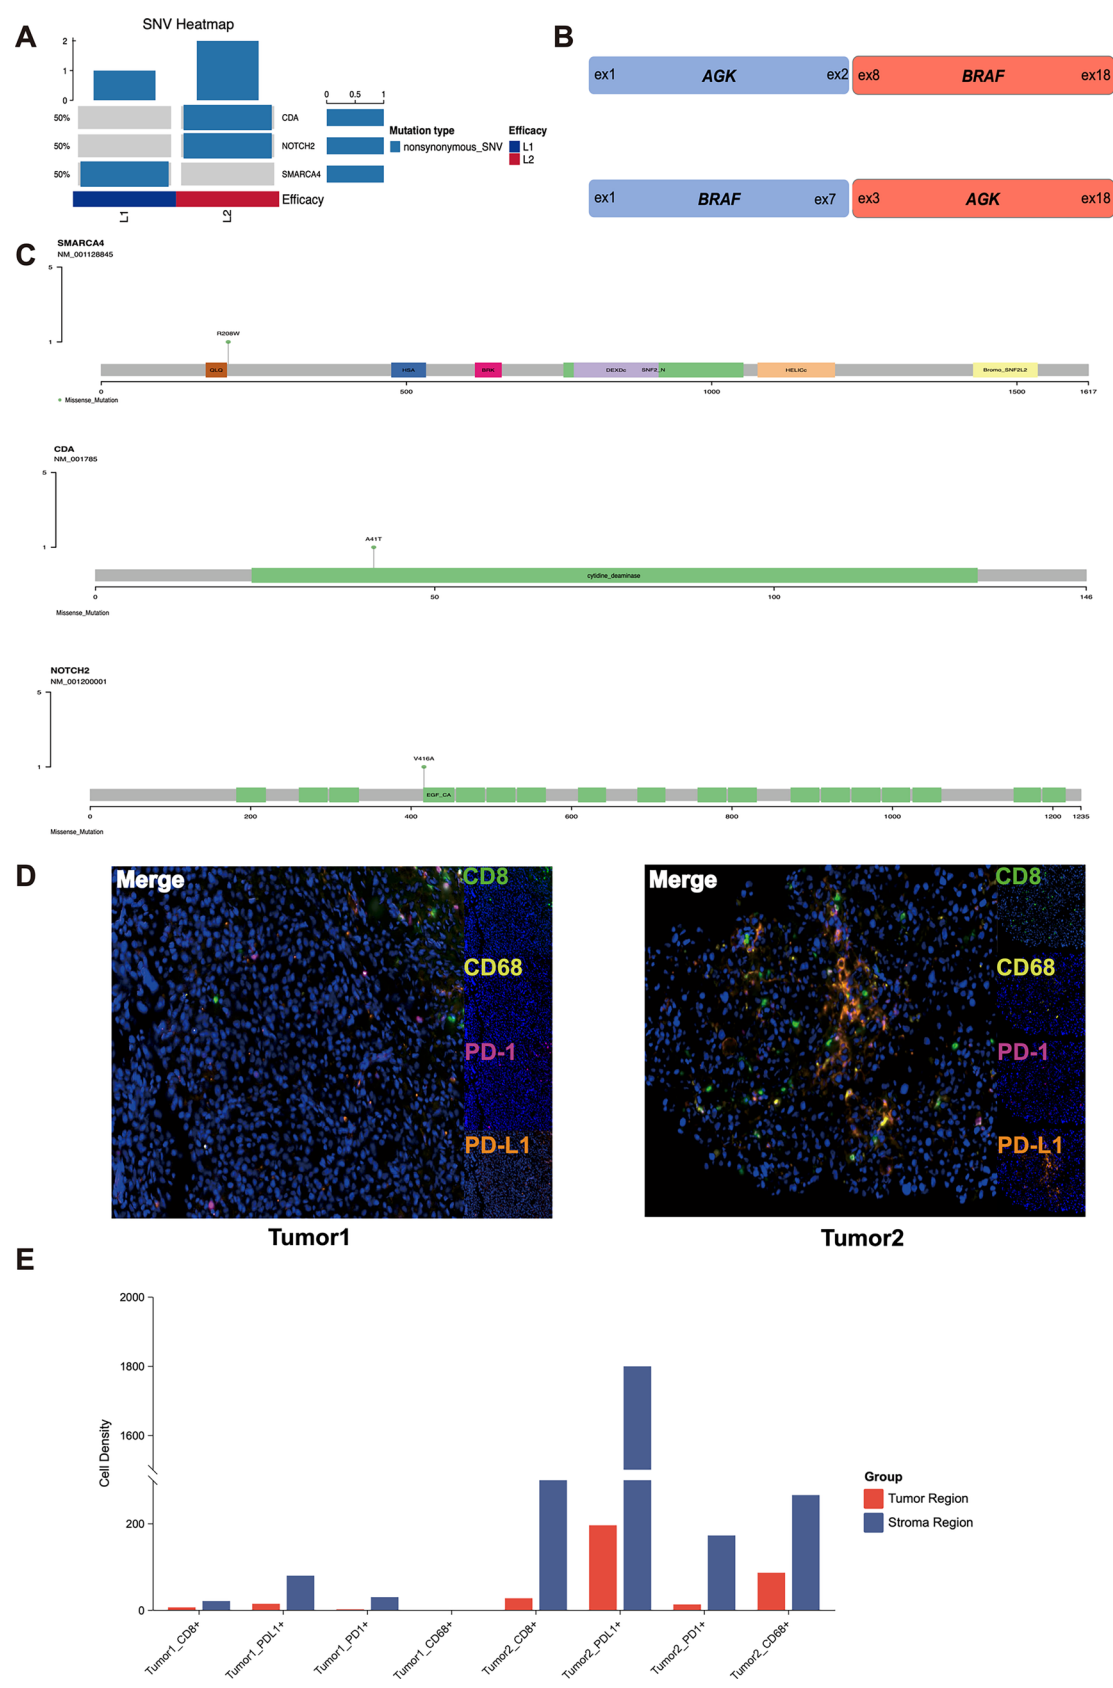 A
SNV Heatmap
2
1
0
0 0.5 1
50% CDA
50% NOTCH2
50% SMARCA4
Efficacy
L1 L2
Mutation type
nonsynonymous_SNV
Efficacy
L1
L2
B
ex1 AGK ex2 ex8 BRAF ex18
ex1 BRAF ex7 ex3 AGK ex18
C
SMARCA4
NM_001128845
5
1
R208W
QLQ HSA BRK DEXDc SNF2_N HELICc Bromo_SNF2L2
0 500 1000 1500 1617
Missense_Mutation
CDA
NM_001785
5
1
A41T
cytidine_deaminase
0 50 100 146
Missense_Mutation
NOTCH2
NM_001200001
5
1
V416A
EGF_CA
0 200 400 600 800 1000 1200 1235
Missense_Mutation
D
Merge CD8
CD68
PD-1
PD-L1
Tumor1
Merge CD8
CD68
PD-1
PD-L1
Tumor2
E
Cell Density
2000
1800
1600
200
0
Tumor1_CD8+
Tumor1_PDL1+
Tumor1_PD1+
Tumor1_CD68+
Tumor2_CD8+
Tumor2_PDL1+
Tumor2_PD1+
Tumor2_CD68+
Group
Tumor Region
Stroma Region